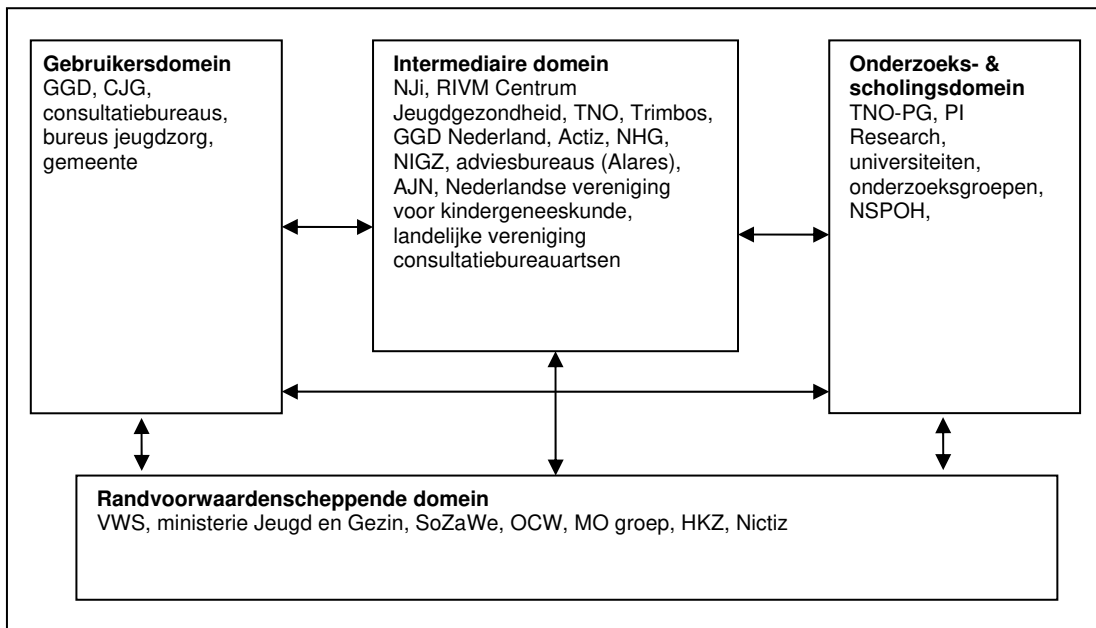 Gebruikersdomein
GGD, CJG,
consultatiebureaus,
bureus jeugdzorg,
gemeente
Intermediaire domein
NJi, RIVM Centrum
Jeugdgezondheid, TNO, Trimbos,
GGD Nederland, Actiz, NHG,
NIGZ, adviesbureaus (Alares),
AJN, Nederlandse vereniging
voor kindergeneeskunde,
landelijke vereniging
consultatiebureauartsen
Onderzoeks- &
scholingsdomein
TNO-PG, PI
Research,
universiteiten,
onderzoeksgroepen,
NSPOH,
Randvoorwaardenscheppende domein
VWS, ministerie Jeugd en Gezin, SoZaWe, OCW, MO groep, HKZ, Nictiz